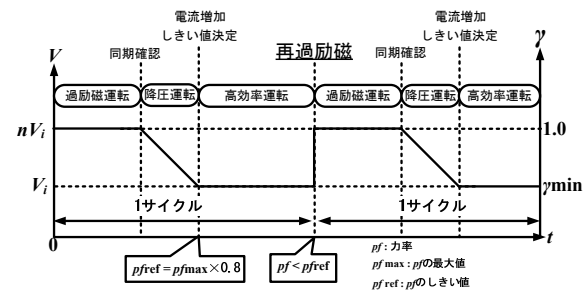 電流増加
しきい値決定
電流増加
しきい値決定
V
同期確認
再過励磁
同期確認
γ
過励磁運転
降圧運転
高効率運転
過励磁運転
降圧運転
高効率運転
nVi
1.0
Vi
γmin
1サイクル
1サイクル
0
t
pfref = pfmax×0.8
pf < pfref
pf : 力率
pf max : pfの最大値
pf ref : pfのしきい値